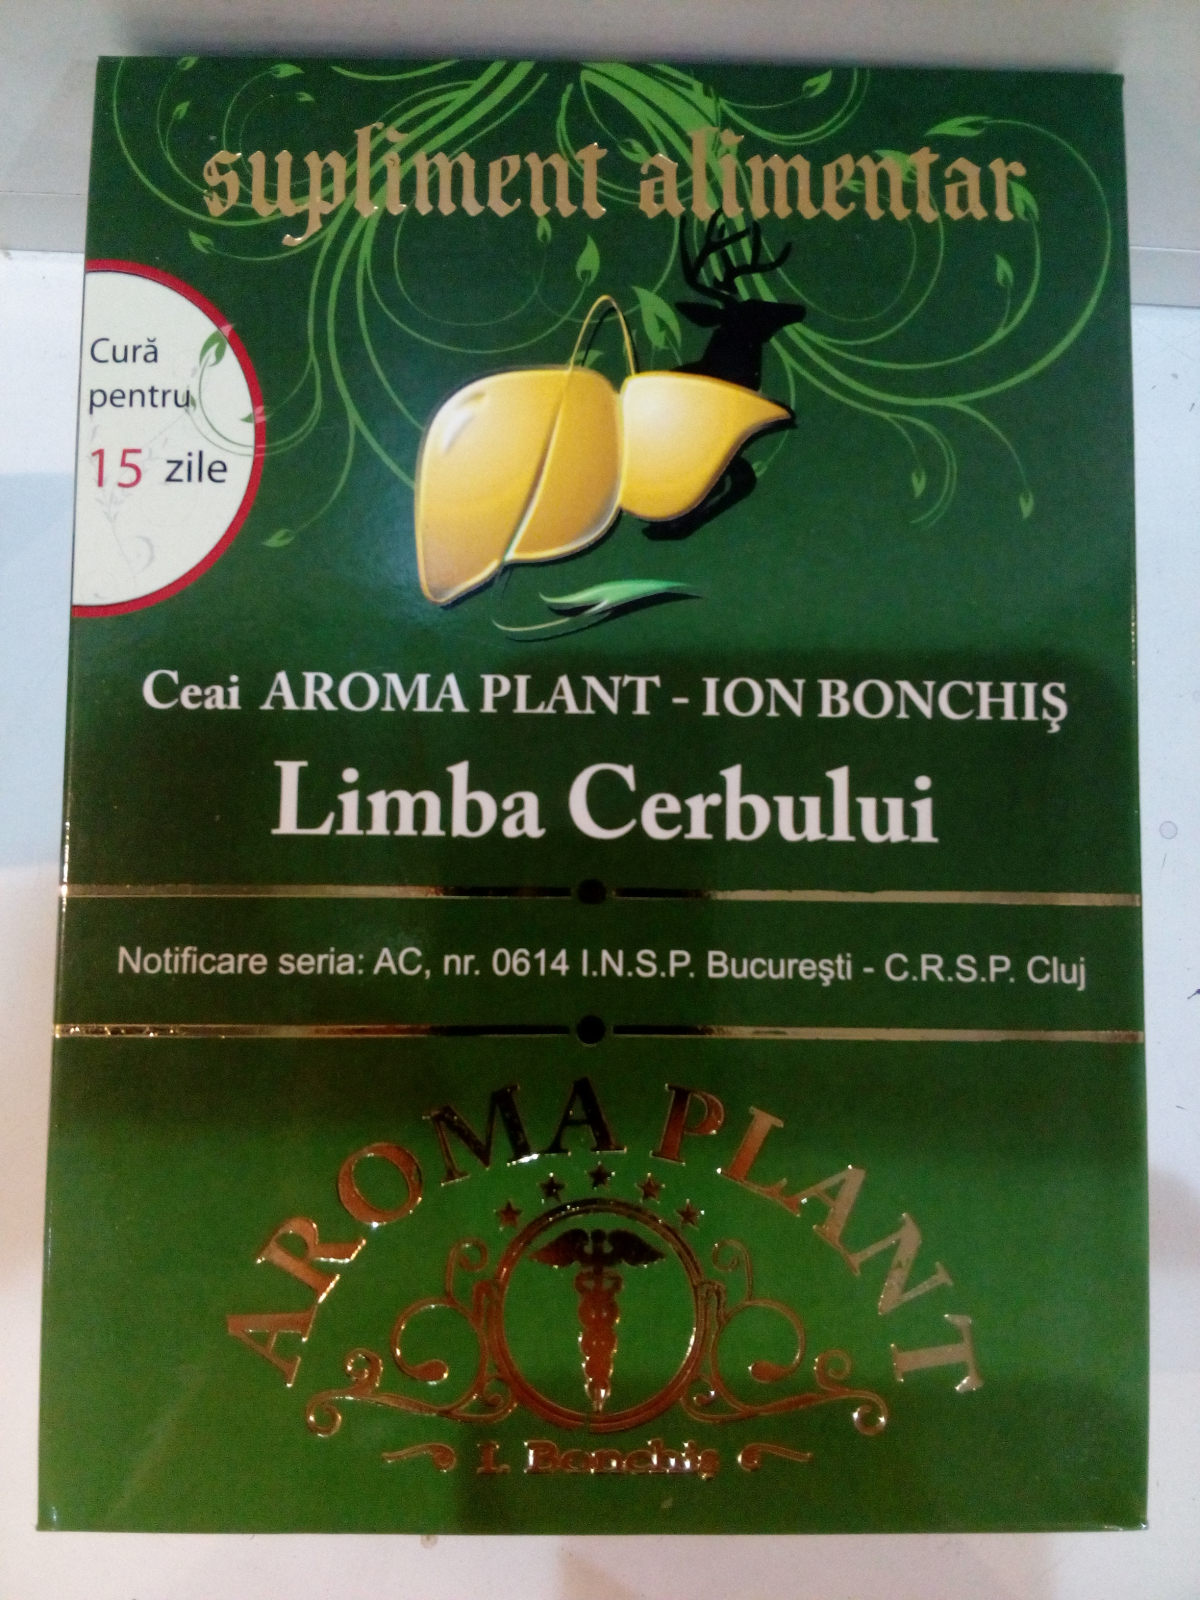 supliment alimentar
Cură
pentru
15 zile
Ceai AROMA PLANT - ION BONCHIŞ
Limba Cerbului
Notificare seria: AC, nr. 0614 I.N.S.P. Bucureşti - C.R.S.P. Cluj
AROMA PLANT
I. Bonchiş